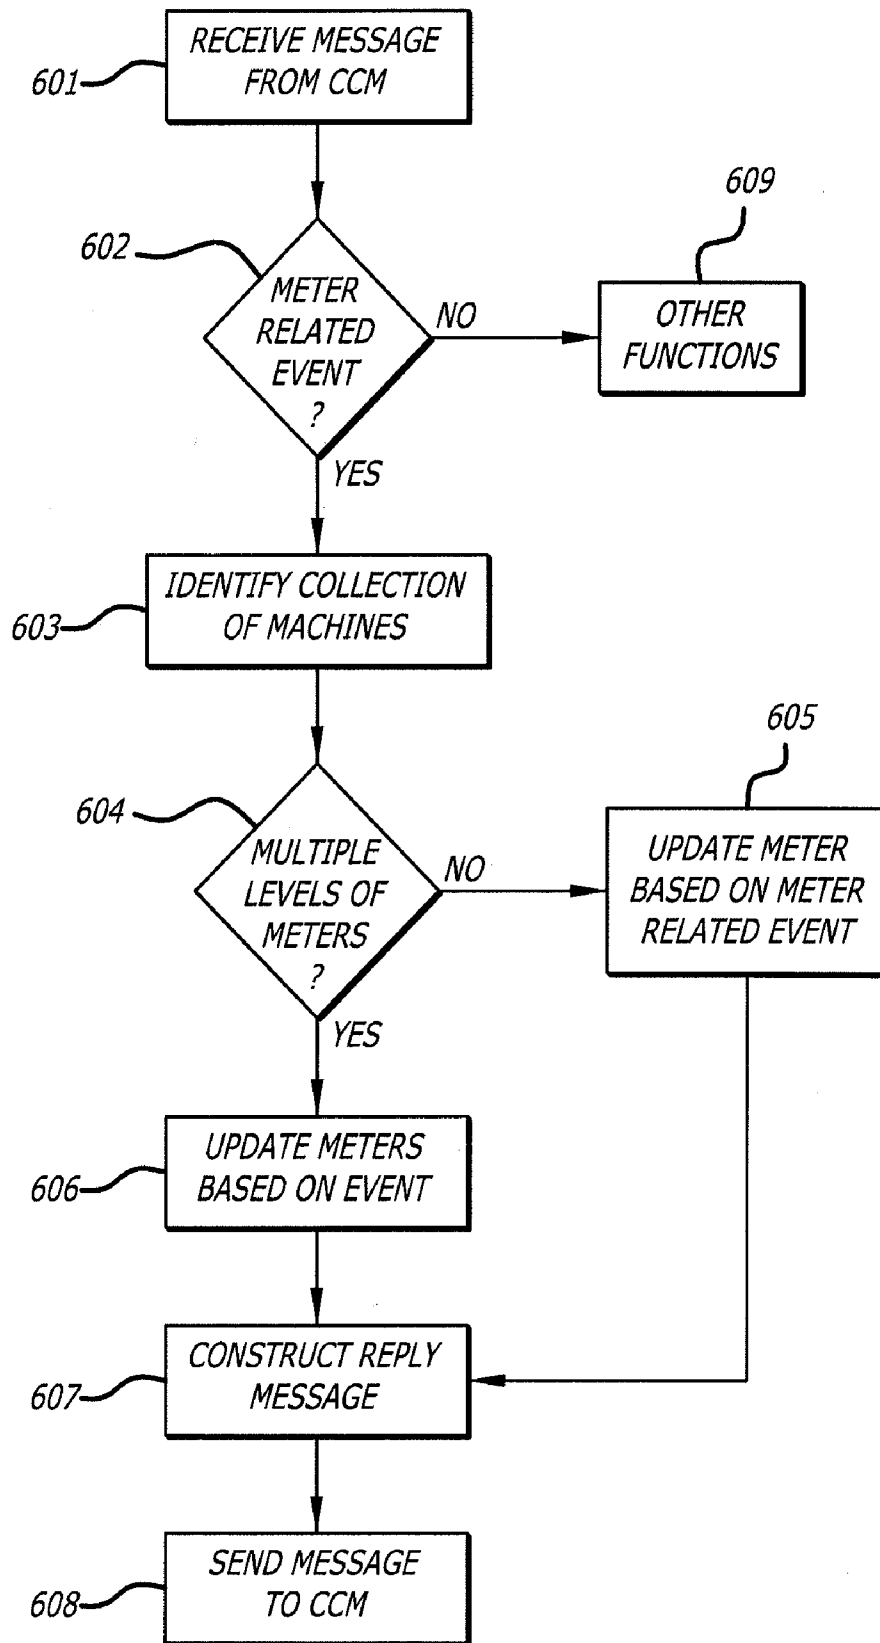 RECEIVE MESSAGE
FROM CCM
601
609
602
METER
RELATED
EVENT
?
NO
OTHER
FUNCTIONS
YES
IDENTIFY COLLECTION
OF MACHINES
603
605
604
MULTIPLE
LEVELS OF
METERS
?
NO
UPDATE METER
BASED ON METER
RELATED EVENT
YES
UPDATE METERS
BASED ON EVENT
606
CONSTRUCT REPLY
MESSAGE
607
SEND MESSAGE
TO CCM
608